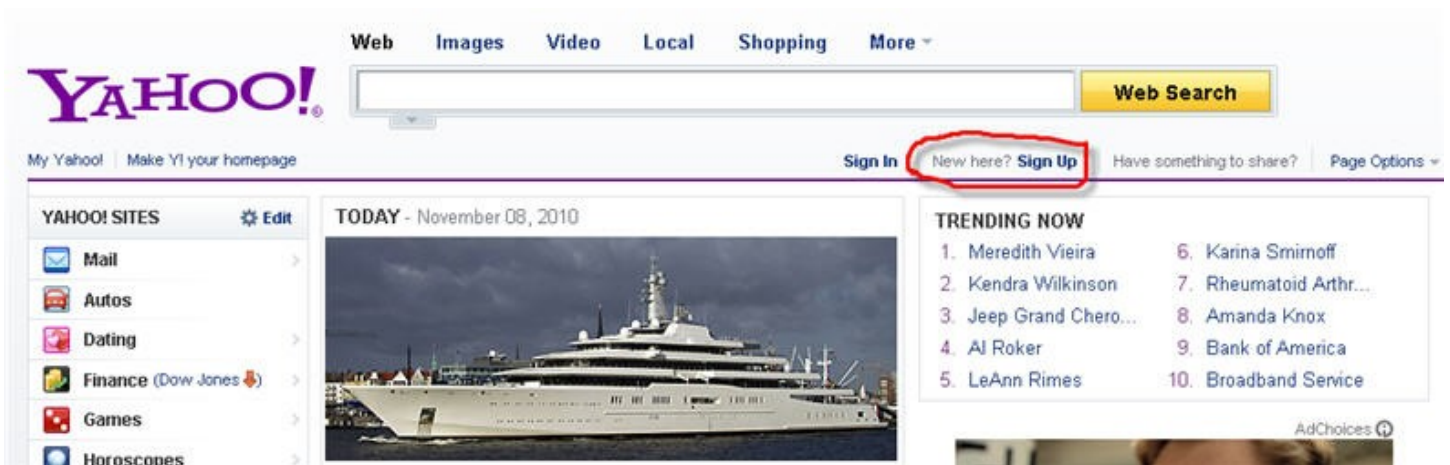 Web Images Video Local Shopping More
YAHOO!®
Web Search
My Yahoo! Make Y! your homepage
Sign In New here? Sign Up Have something to share? Page Options
YAHOO! SITES Edit
Mail
Autos
Dating
Finance (Dow Jones )
Games
Horoscopes
TODAY - November 08, 2010
TRENDING NOW
1. Meredith Vieira
2. Kendra Wilkinson
3. Jeep Grand Chero...
4. Al Roker
5. LeAnn Rimes
6. Karina Smirnoff
7. Rheumatoid Arthr...
8. Amanda Knox
9. Bank of America
10. Broadband Service
AdChoices